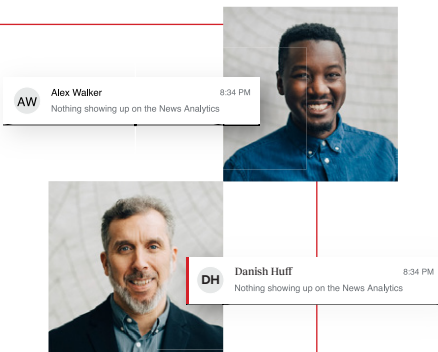 AW
Alex Walker 8:34 PM
Nothing showing up on the News Analytics
DH
Danish Huff 8:34 PM
Nothing showing up on the News Analytics